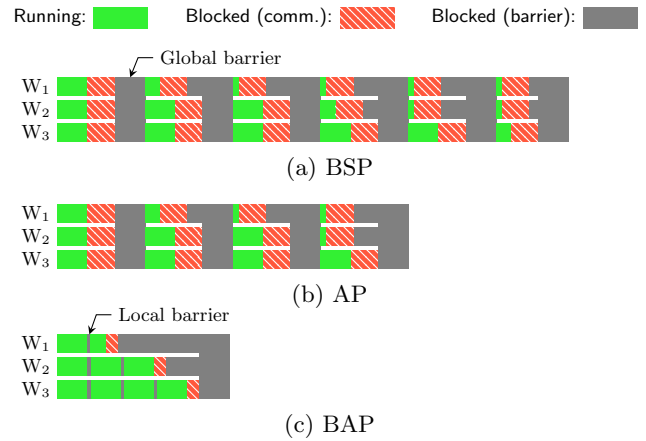 Running: Blocked (comm.): Blocked (barrier):
Global barrier
W1
W2
W3
(a) BSP
W1
W2
W3
(b) AP
Local barrier
W1
W2
W3
(c) BAP